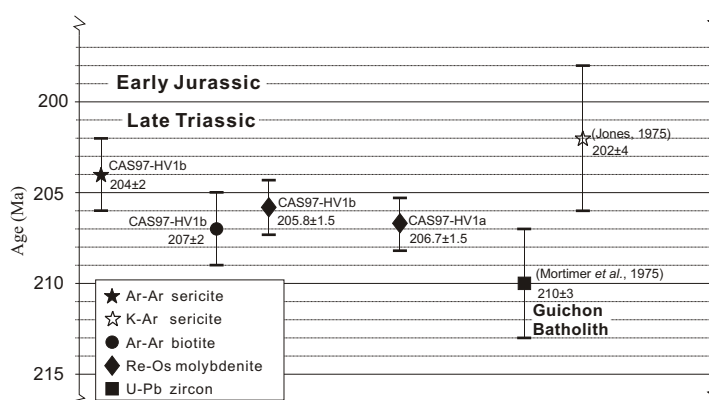 Early Jurassic
200
Late Triassic
(Jones, 1975)
202±4
CAS97-HV1b
204±2
205
CAS97-HV1b
205.8±1.5
CAS97-HV1b
207±2
CAS97-HV1a
206.7±1.5
Age (Ma)
(Mortimer et al., 1975)
210±3
210
Guichon
Batholith
Ar-Ar sericite
K-Ar sericite
Ar-Ar biotite
Re-Os molybdenite
U-Pb zircon
215